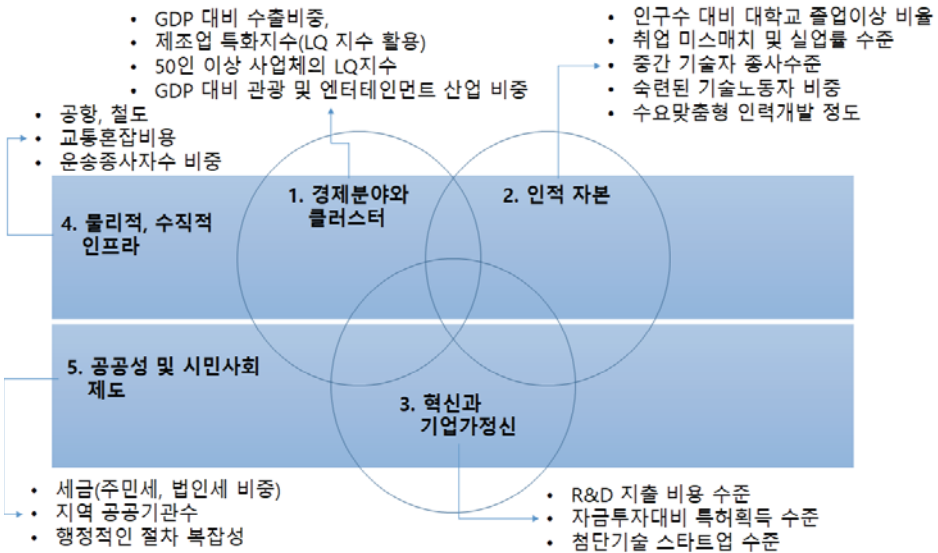 • GDP 대비 수출비중,
• 제조업 특화지수(LQ 지수 활용)
• 50인 이상 사업체의 LQ지수
• GDP 대비 관광 및 엔터테인먼트 산업 비중
• 인구수 대비 대학교 졸업이상 비율
• 취업 미스매치 및 실업률 수준
• 중간 기술자 종사수준
• 숙련된 기술노동자 비중
• 수요맞춤형 인력개발 정도
• 공항, 철도
• 교통혼잡비용
• 운송종사자수 비중
1. 경제분야와
클러스터
2. 인적 자본
4. 물리적, 수직적
인프라
5. 공공성 및 시민사회
제도
3. 혁신과
기업가정신
• 세금(주민세, 법인세 비중)
• 지역 공공기관수
• 행정적인 절차 복잡성
• R&D 지출 비용 수준
• 자금투자대비 특허획득 수준
• 첨단기술 스타트업 수준